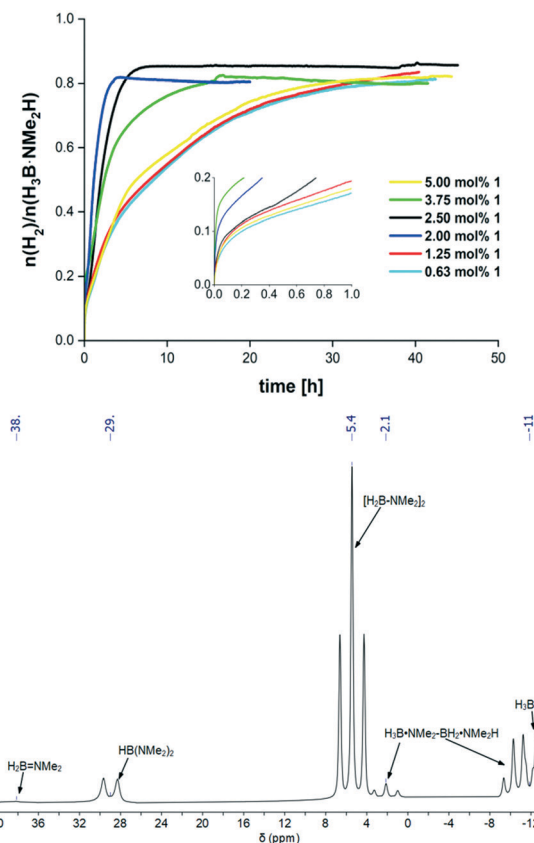 n(H₂)/n(H₃B·NMe₂H)
1.0
0.8
0.6
0.4
0.2
0.0
0 10 20 30 40 50
time [h]
0.2
0.1
0.0
0.0 0.2 0.4 0.6 0.8 1.0
5.00 mol% 1
3.75 mol% 1
2.50 mol% 1
2.00 mol% 1
1.25 mol% 1
0.63 mol% 1
38. 29. 5.4 2.1 -11
[H₂B-NMe₂]₂
H₃B
H₃B•NMe₂-BH₂•NMe₂H
HB(NMe₂)₂
H₂B=NMe₂
36 32 28 24 20 16 12 8 4 0 -4 -8 -12
δ (ppm)